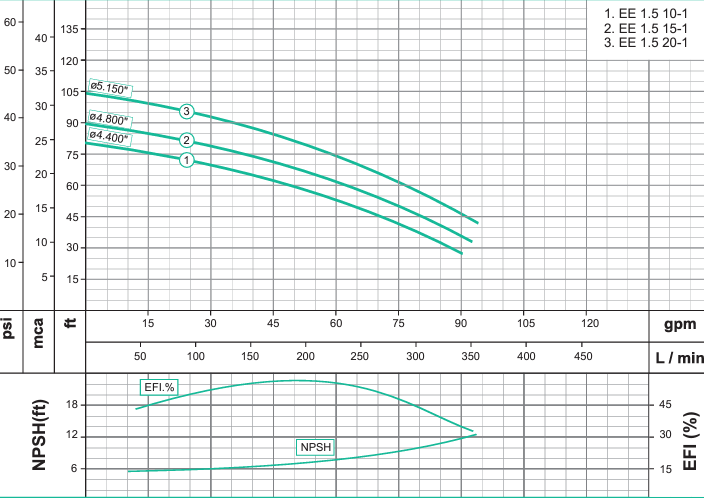 1. EE 1.5 10-1
2. EE 1.5 15-1
3. EE 1.5 20-1
60
50
40
30
20
10
psi
40
35
30
25
20
15
10
5
mca
135
120
105
90
75
60
45
30
15
ft
ø5.150"
ø4.800"
ø4.400"
3
2
1
15 30 45 60 75 90 105 120 gpm
50 100 150 200 250 300 350 400 450 L / min
NPSH(ft)
18
12
6
EFI.%
NPSH
45
30
15
EFI (%)